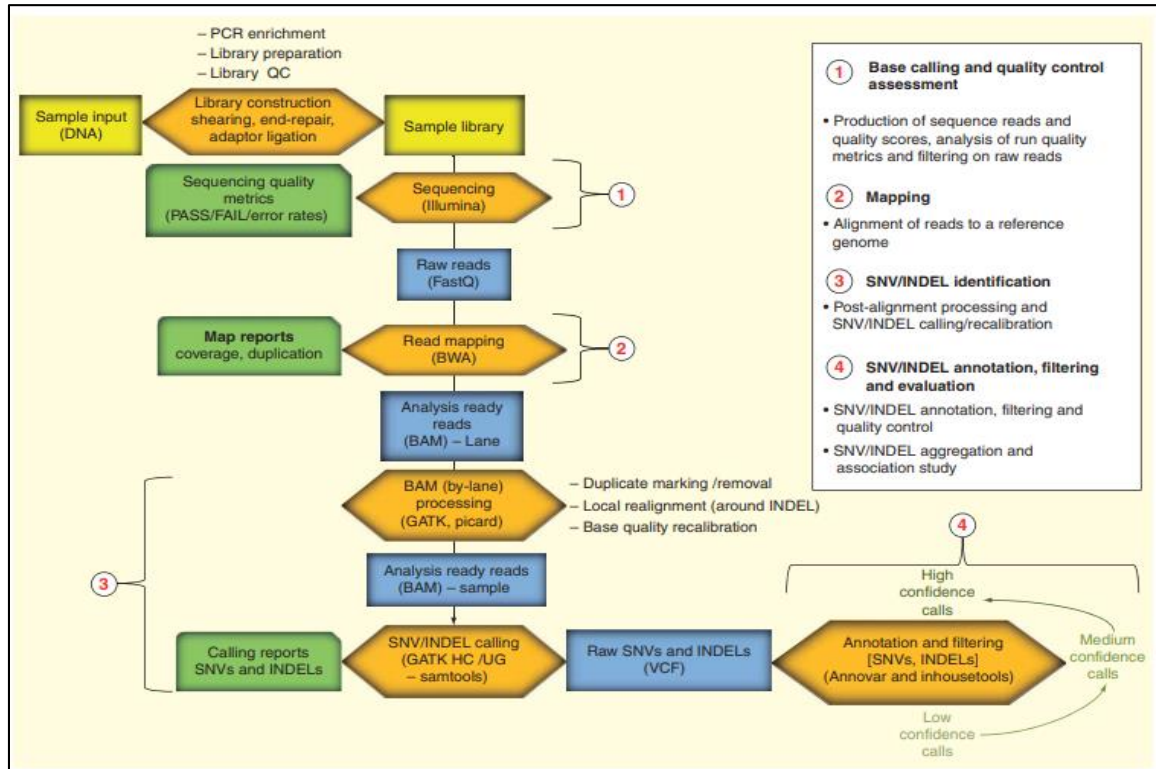 – PCR enrichment
– Library preparation
– Library QC
Sample input
(DNA)
Library construction
shearing, end-repair,
adaptor ligation
Sample library
Sequencing quality
metrics
(PASS/FAIL/error rates)
Sequencing
(Illumina)
1
Raw reads
(FastQ)
Map reports
coverage, duplication
Read mapping
(BWA)
2
Analysis ready
reads
(BAM) – Lane
BAM (by-lane)
processing
(GATK, picard)
– Duplicate marking /removal
– Local realignment (around INDEL)
– Base quality recalibration
3
Analysis ready reads
(BAM) – sample
Calling reports
SNVs and INDELs
SNV/INDEL calling
(GATK HC /UG
– samtools)
Raw SNVs and INDELs
(VCF)
4
Annotation and filtering
[SNVs, INDELs]
(Annovar and inhousetools)
High
confidence
calls
Medium
confidence
calls
Low
confidence
calls
1 Base calling and quality control
assessment
• Production of sequence reads and
quality scores, analysis of run quality
metrics and filtering on raw reads
2 Mapping
• Alignment of reads to a reference
genome
3 SNV/INDEL identification
• Post-alignment processing and
SNV/INDEL calling/recalibration
4 SNV/INDEL annotation, filtering
and evaluation
• SNV/INDEL annotation, filtering and
quality control
• SNV/INDEL aggregation and
association study